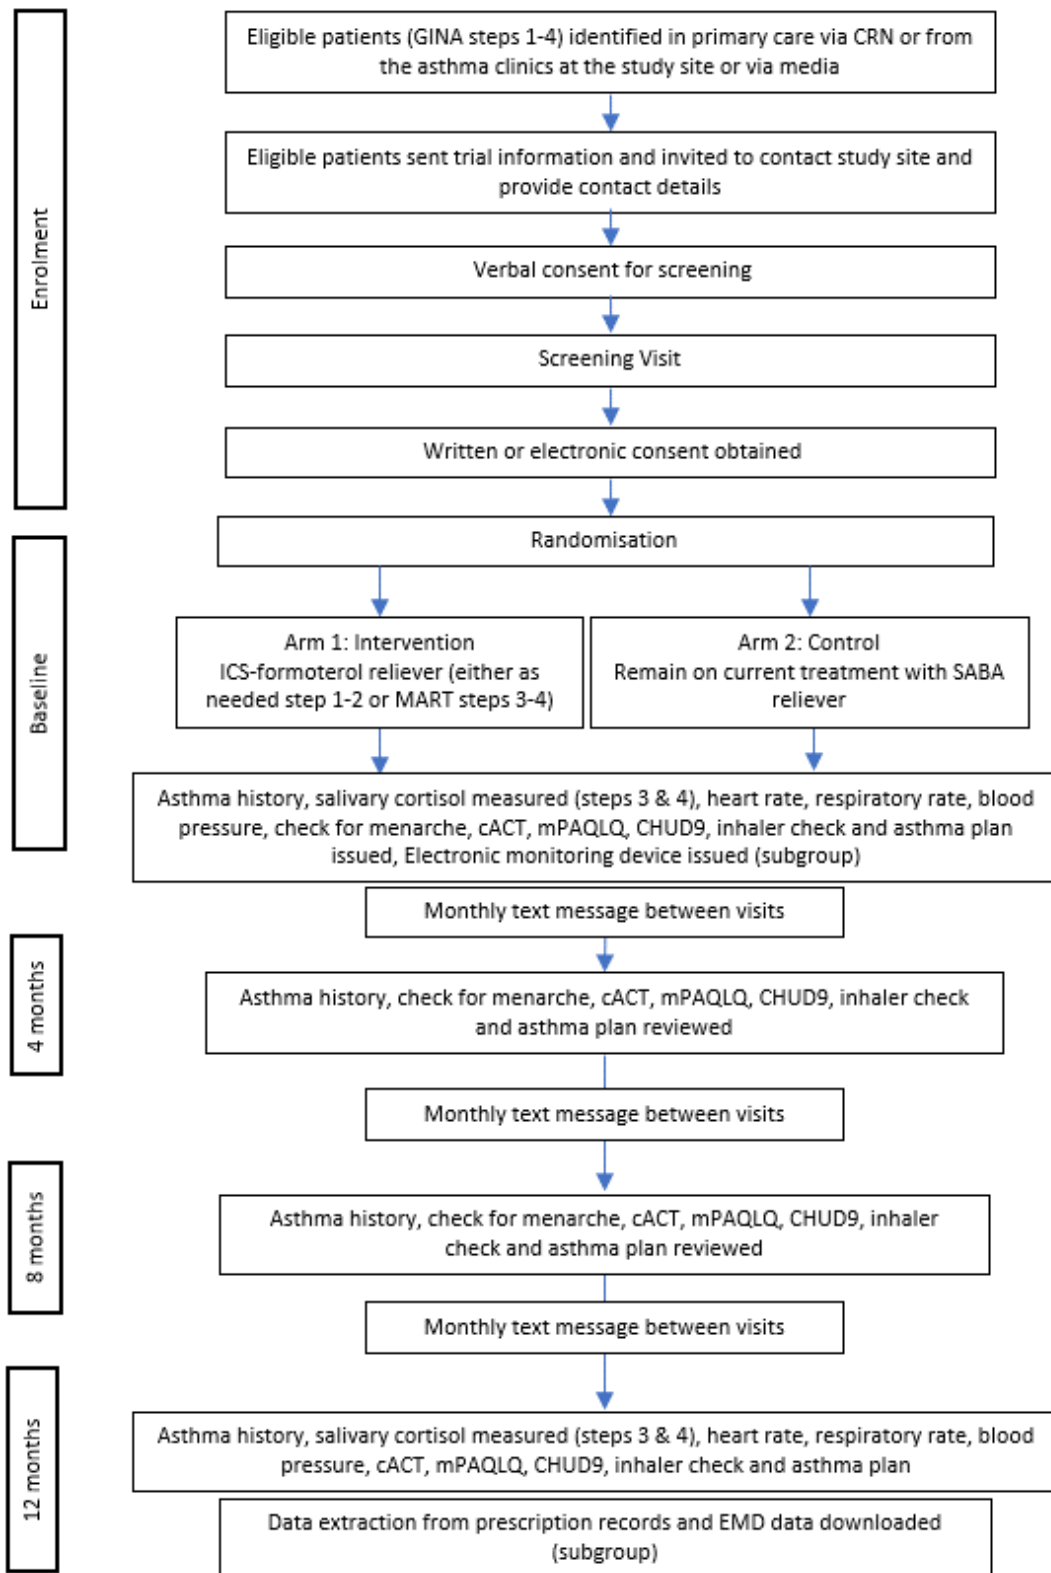 Enrolment
Eligible patients (GINA steps 1-4) identified in primary care via CRN or from
the asthma clinics at the study site or via media
Eligible patients sent trial information and invited to contact study site and
provide contact details
Verbal consent for screening
Screening Visit
Written or electronic consent obtained
Baseline
Randomisation
Arm 1: Intervention
ICS-formoterol reliever (either as
needed step 1-2 or MART steps 3-4)
Arm 2: Control
Remain on current treatment with SABA
reliever
Asthma history, salivary cortisol measured (steps 3 & 4), heart rate, respiratory rate, blood
pressure, check for menarche, cACT, mPAQLQ, CHUD9, inhaler check and asthma plan
issued, Electronic monitoring device issued (subgroup)
Monthly text message between visits
4 months
Asthma history, check for menarche, cACT, mPAQLQ, CHUD9, inhaler check
and asthma plan reviewed
Monthly text message between visits
8 months
Asthma history, check for menarche, cACT, mPAQLQ, CHUD9, inhaler
check and asthma plan reviewed
Monthly text message between visits
12 months
Asthma history, salivary cortisol measured (steps 3 & 4), heart rate, respiratory rate, blood
pressure, cACT, mPAQLQ, CHUD9, inhaler check and asthma plan
Data extraction from prescription records and EMD data downloaded
(subgroup)